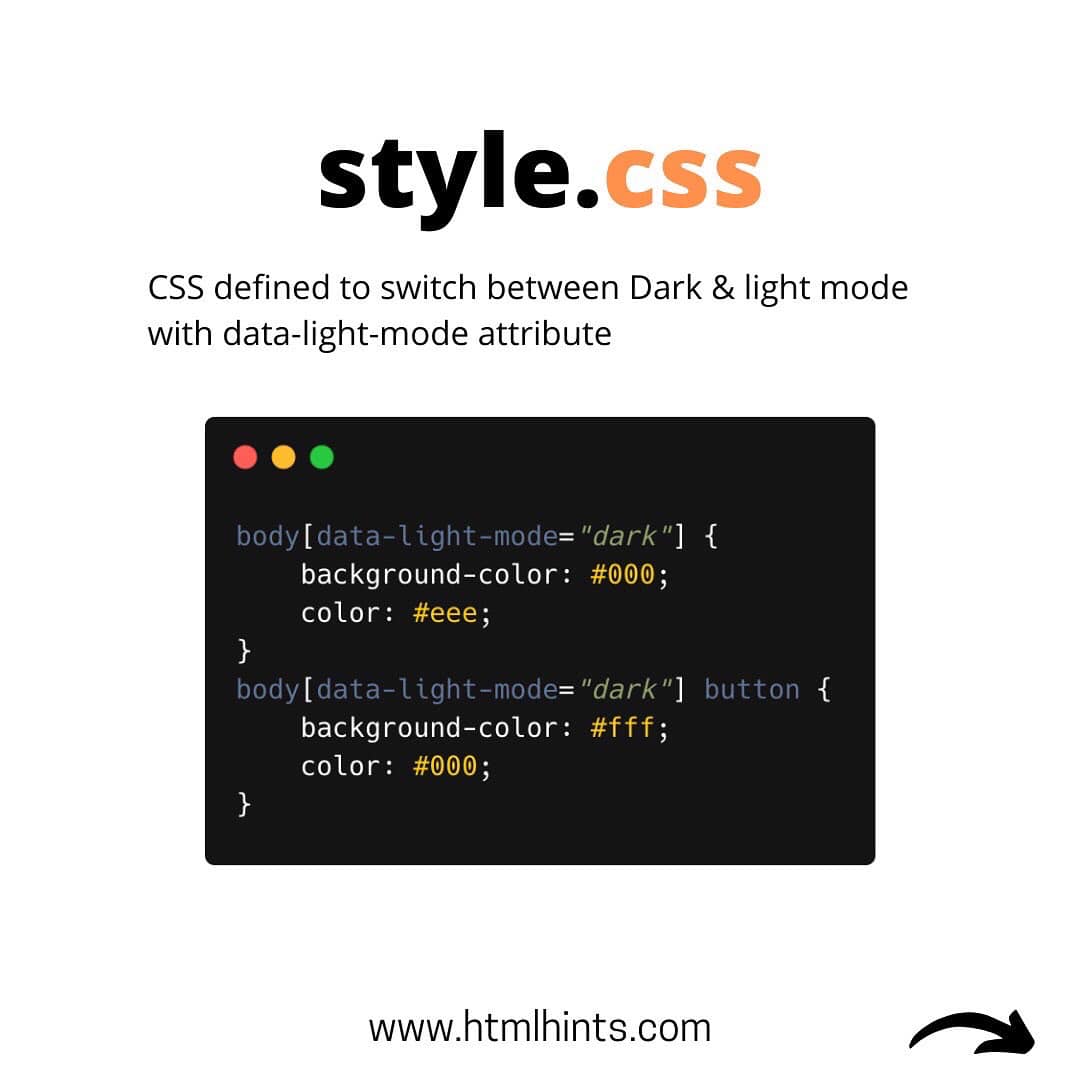 style.css
CSS defined to switch between Dark & light mode
with data-light-mode attribute
body[data-light-mode="dark"] {
    background-color: #000;
    color: #eee;
}
body[data-light-mode="dark"] button {
    background-color: #fff;
    color: #000;
}
www.htmlhints.com